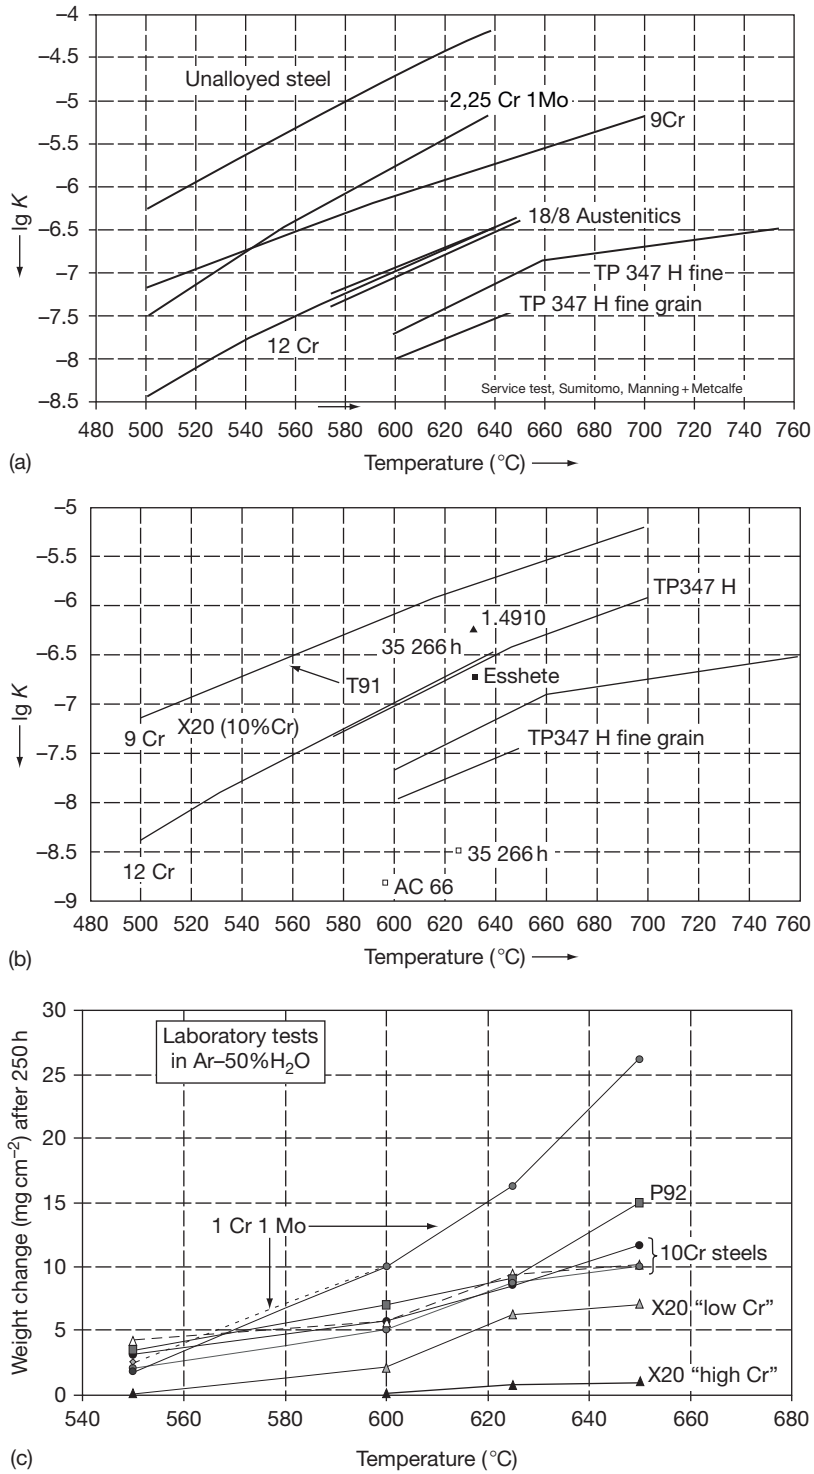 −4
−4.5
−5
−5.5
−6
−6.5
−7
−7.5
−8
−8.5
lg K
Unalloyed steel
2,25 Cr 1Mo
9Cr
18/8 Austenitics
TP 347 H fine
TP 347 H fine grain
12 Cr
Service test, Sumitomo, Manning + Metcalfe
480 500 520 540 560 580 600 620 640 660 680 700 720 740 760
(a)
Temperature (°C)
−5
−5.5
−6
−6.5
−7
−7.5
−8
−8.5
−9
lg K
TP347 H
1.4910
35 266 h
Esshete
T91
X20 (10%Cr)
9 Cr
TP347 H fine grain
35 266 h
12 Cr
AC 66
480 500 520 540 560 580 600 620 640 660 680 700 720 740 760
(b)
Temperature (°C)
30
25
20
15
10
5
0
Weight change (mg cm−2) after 250 h
Laboratory tests
in Ar–50%H2O
P92
1 Cr 1 Mo
10Cr steels
X20 “low Cr”
X20 “high Cr”
540 560 580 600 620 640 660 680
(c)
Temperature (°C)